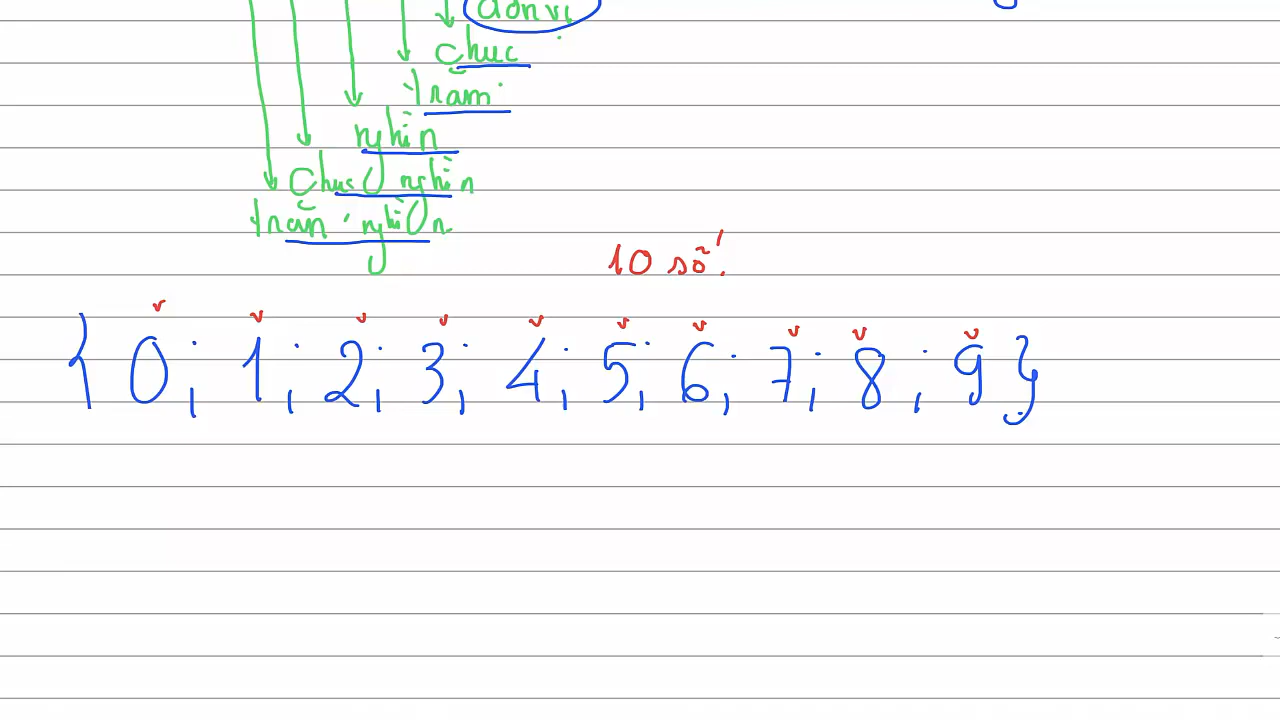 đơn vị
chục
trăm
nghìn
chục nghìn
trăm nghìn
10 số!
{ 0; 1; 2; 3; 4; 5; 6; 7; 8; 9 }